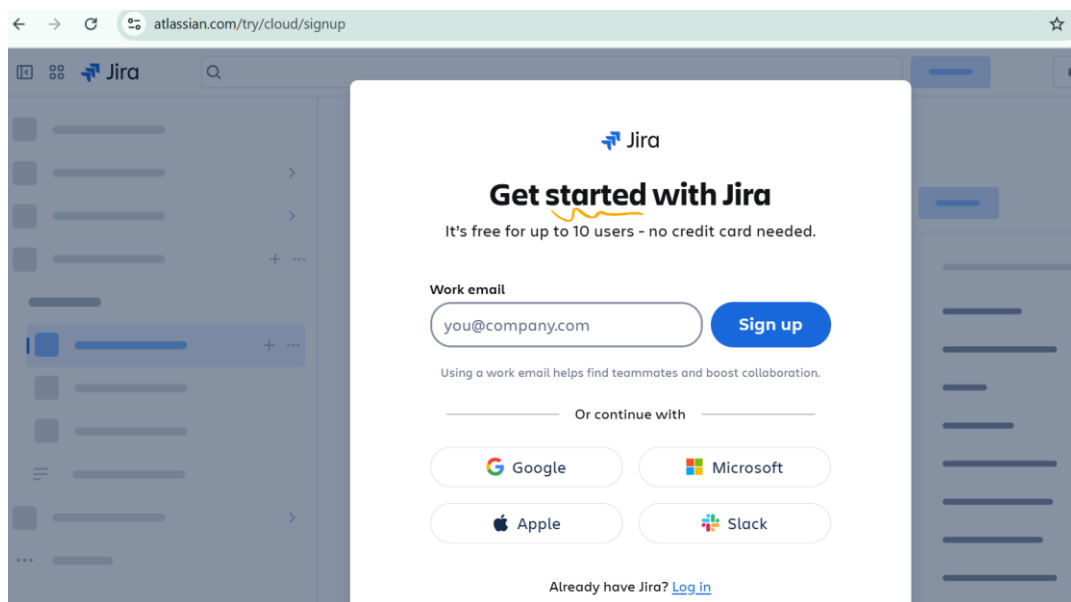 atlassian.com/try/cloud/signup
Jira
Jira
Get started with Jira
It's free for up to 10 users - no credit card needed.
Work email
you@company.com
Sign up
Using a work email helps find teammates and boost collaboration.
Or continue with
Google
Microsoft
Apple
Slack
Already have Jira? Log in